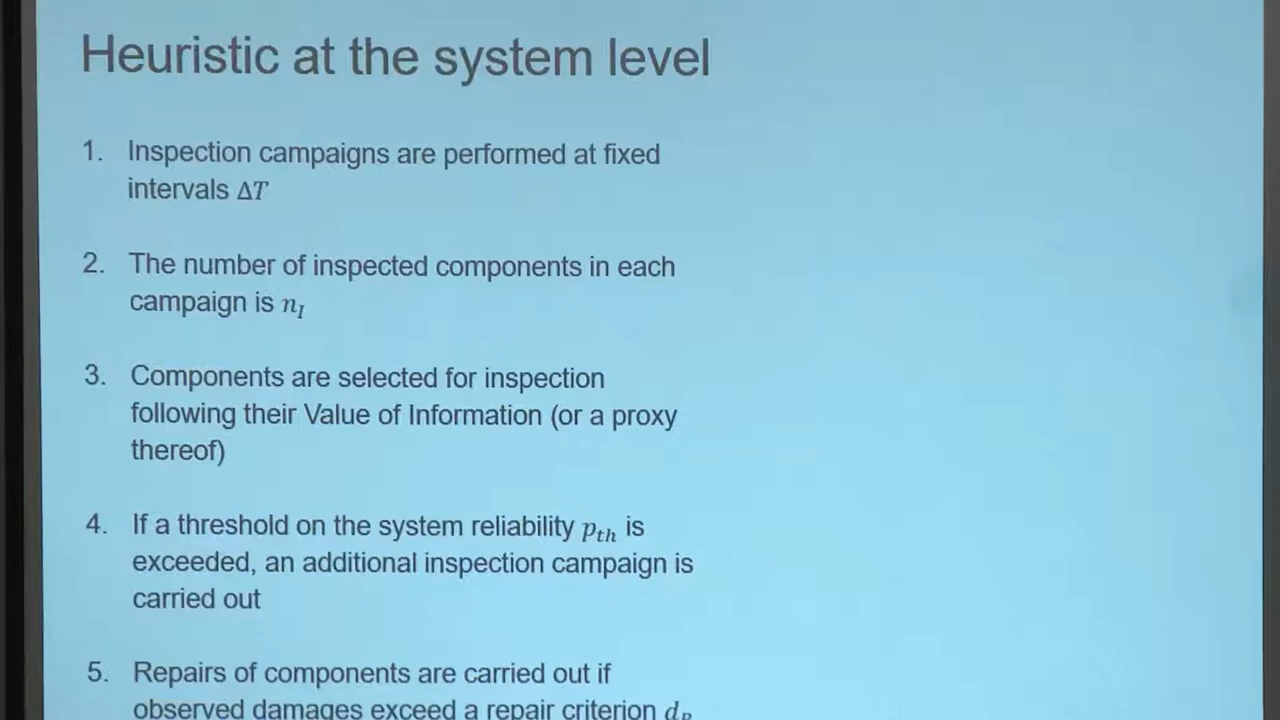 Heuristic at the system level
1. Inspection campaigns are performed at fixed
intervals ΔT
2. The number of inspected components in each
campaign is n_I
3. Components are selected for inspection
following their Value of Information (or a proxy
thereof)
4. If a threshold on the system reliability p_th is
exceeded, an additional inspection campaign is
carried out
5. Repairs of components are carried out if
observed damages exceed a repair criterion d_R